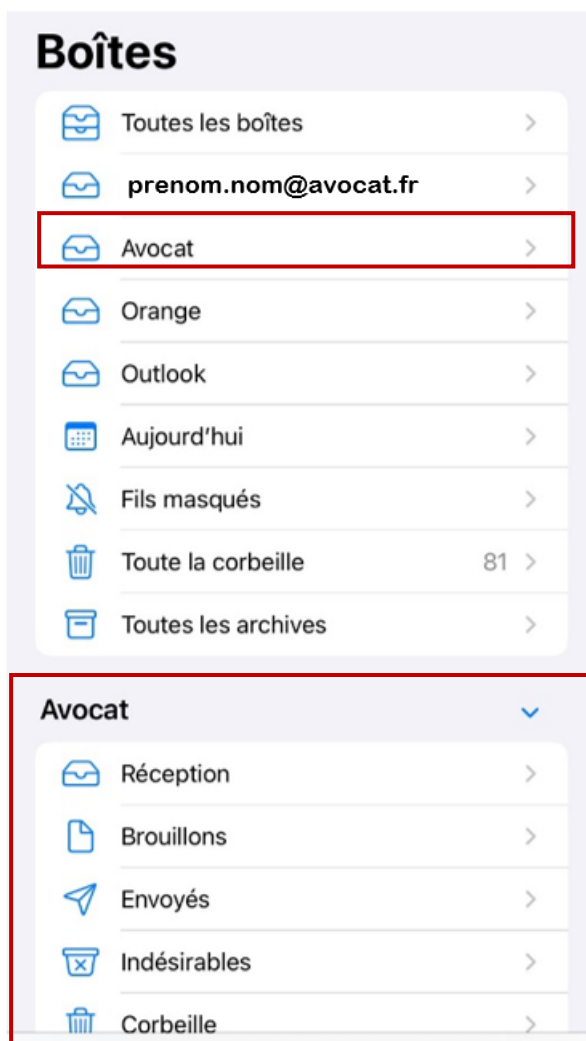 Boîtes
Toutes les boîtes
prenom.nom@avocat.fr
Avocat
Orange
Outlook
Aujourd'hui
Fils masqués
Toute la corbeille 81
Toutes les archives
Avocat
Réception
Brouillons
Envoyés
Indésirables
Corbeille